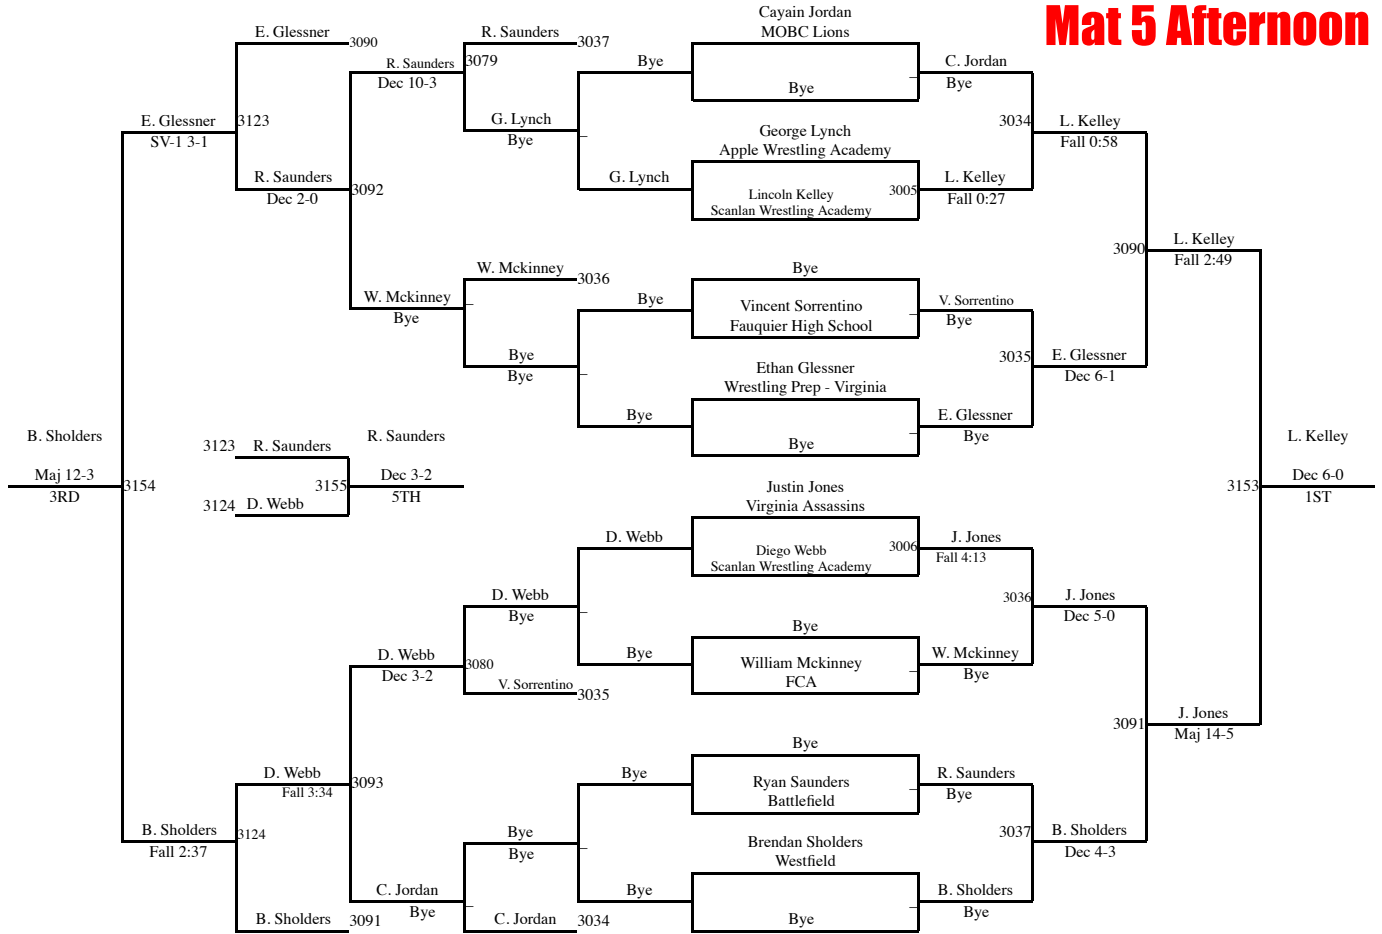 Mat 5 Afternoon
Cayain Jordan
MOBC Lions
E. Glessner
3090
R. Saunders
3037
R. Saunders
3079
Dec 10-3
Bye
Bye
C. Jordan
Bye
E. Glessner
3123
SV-1 3-1
G. Lynch
Bye
George Lynch
Apple Wrestling Academy
3034
L. Kelley
Fall 0:58
R. Saunders
3092
Dec 2-0
G. Lynch
Lincoln Kelley
3005
Scanlan Wrestling Academy
L. Kelley
Fall 0:27
3090
L. Kelley
Fall 2:49
W. Mckinney
3036
Bye
W. Mckinney
Bye
Bye
Vincent Sorrentino
Fauquier High School
V. Sorrentino
Bye
Bye
Bye
Ethan Glessner
Wrestling Prep - Virginia
3035
E. Glessner
Dec 6-1
Bye
Bye
E. Glessner
Bye
B. Sholders
Maj 12-3
3RD
3154
3123
R. Saunders
3124
D. Webb
3155
R. Saunders
Dec 3-2
5TH
3153
L. Kelley
Dec 6-0
1ST
Justin Jones
Virginia Assassins
D. Webb
Diego Webb
3006
Scanlan Wrestling Academy
J. Jones
Fall 4:13
D. Webb
Bye
3036
J. Jones
Dec 5-0
Bye
D. Webb
3080
Dec 3-2
Bye
William Mckinney
FCA
W. Mckinney
Bye
V. Sorrentino
3035
3091
J. Jones
Maj 14-5
Bye
D. Webb
3093
Fall 3:34
Bye
Ryan Saunders
Battlefield
R. Saunders
Bye
B. Sholders
3124
Fall 2:37
Bye
Bye
Brendan Sholders
Westfield
3037
B. Sholders
Dec 4-3
C. Jordan
Bye
Bye
Bye
B. Sholders
Bye
B. Sholders
3091
C. Jordan
3034